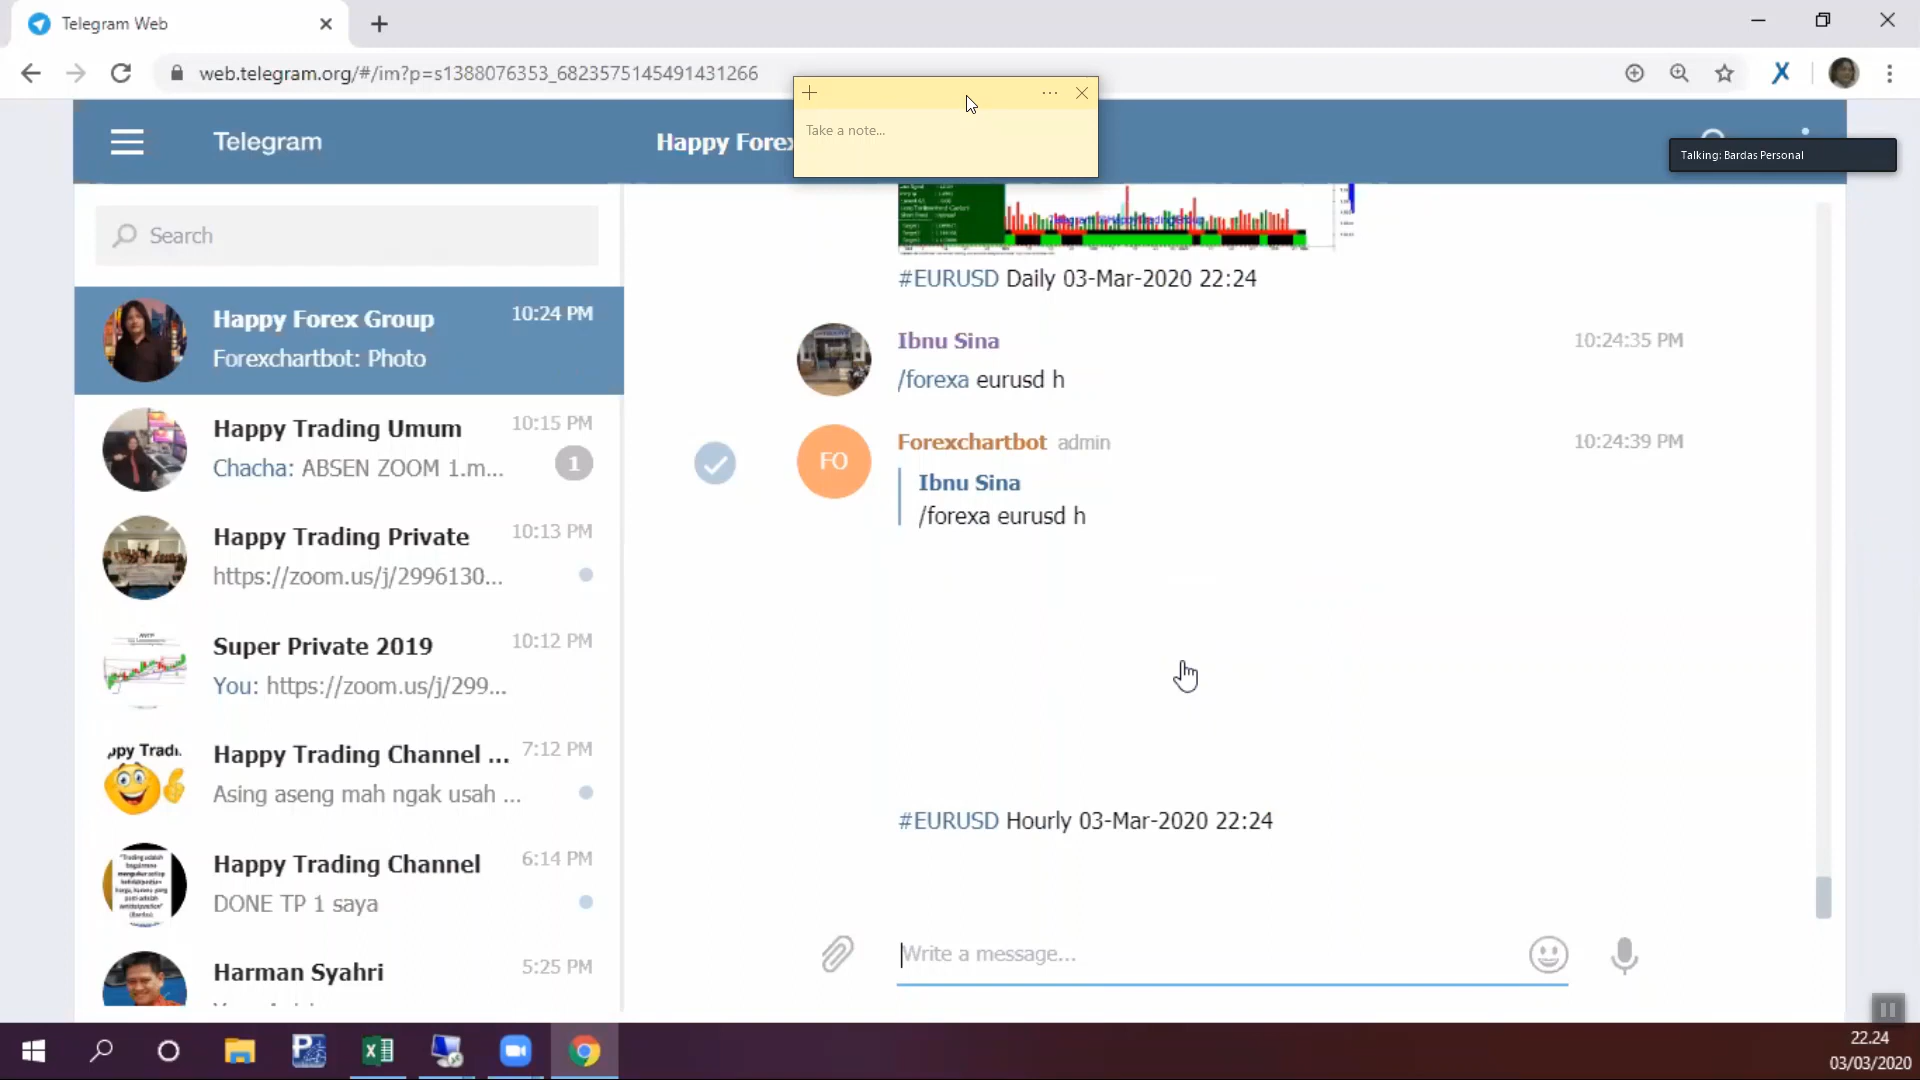 Telegram Web
web.telegram.org/#/im?p=s1388076353_6823575145491431266
Take a note...
Telegram
Happy Forex
Talking: Bardas Personal
Search
#EURUSD Daily 03-Mar-2020 22:24
Happy Forex Group
10:24 PM
Forexchartbot: Photo
Ibnu Sina
10:24:35 PM
/forexa eurusd h
Happy Trading Umum
10:15 PM
Chacha: ABSEN ZOOM 1.m...
1
FO
Forexchartbot admin
10:24:39 PM
Ibnu Sina
/forexa eurusd h
Happy Trading Private
10:13 PM
https://zoom.us/j/2996130...
Super Private 2019
10:12 PM
You: https://zoom.us/j/299...
Happy Trading Channel ...
7:12 PM
Asing aseng mah ngak usah ...
#EURUSD Hourly 03-Mar-2020 22:24
Happy Trading Channel
6:14 PM
DONE TP 1 saya
Harman Syahri
5:25 PM
Write a message...
22.24
03/03/2020